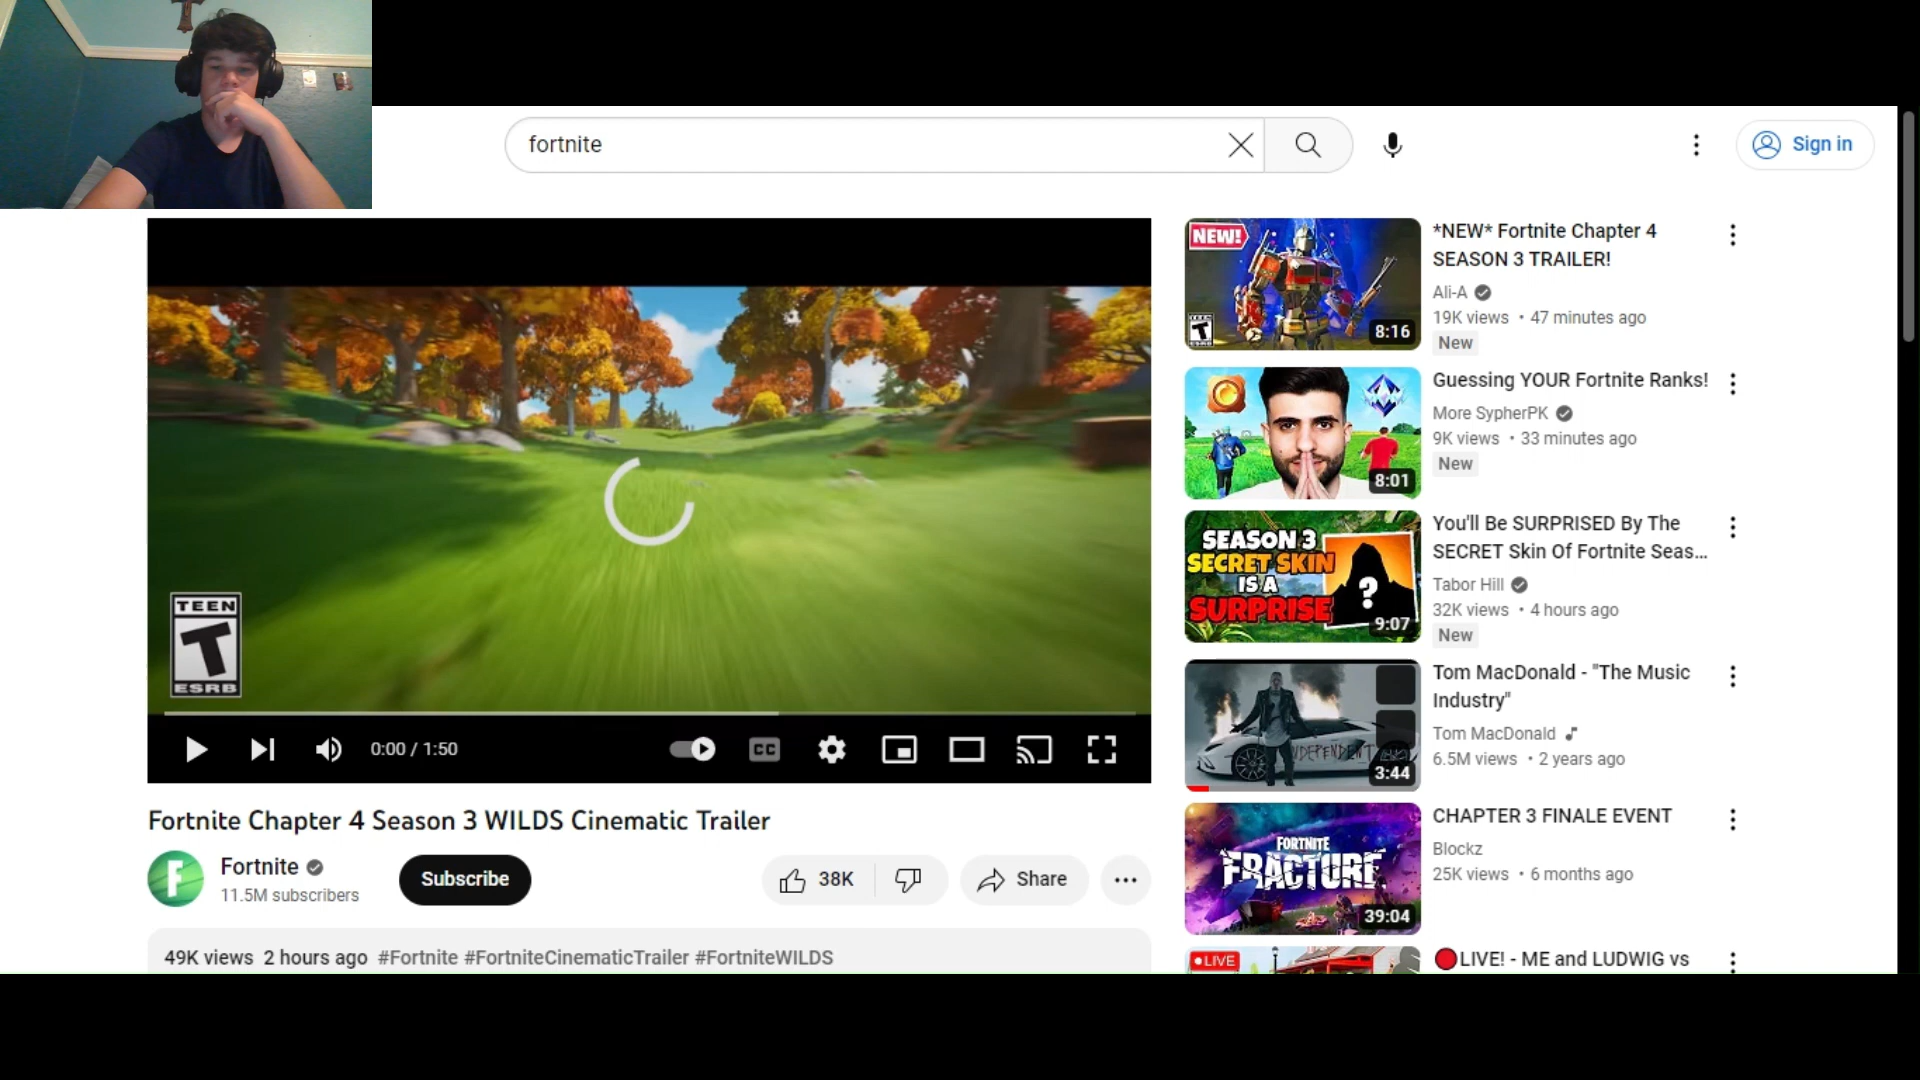 fortnite
Sign in
TEEN
T
ESRB
0:00 / 1:50
CC
Fortnite Chapter 4 Season 3 WILDS Cinematic Trailer
Fortnite
11.5M subscribers
Subscribe
38K
Share
49K views 2 hours ago #Fortnite #FortniteCinematicTrailer #FortniteWILDS
NEW!
T
8:16
*NEW* Fortnite Chapter 4
SEASON 3 TRAILER!
Ali-A
19K views • 47 minutes ago
New
8:01
Guessing YOUR Fortnite Ranks!
More SypherPK
9K views • 33 minutes ago
New
SEASON 3
SECRET SKIN
IS A
SURPRISE
?
9:07
You'll Be SURPRISED By The
SECRET Skin Of Fortnite Seas...
Tabor Hill
32K views • 4 hours ago
New
INDEPENDENT
3:44
Tom MacDonald - "The Music
Industry"
Tom MacDonald
6.5M views • 2 years ago
FORTNITE
FRACTURE
39:04
CHAPTER 3 FINALE EVENT
Blockz
25K views • 6 months ago
LIVE
LIVE! - ME and LUDWIG vs